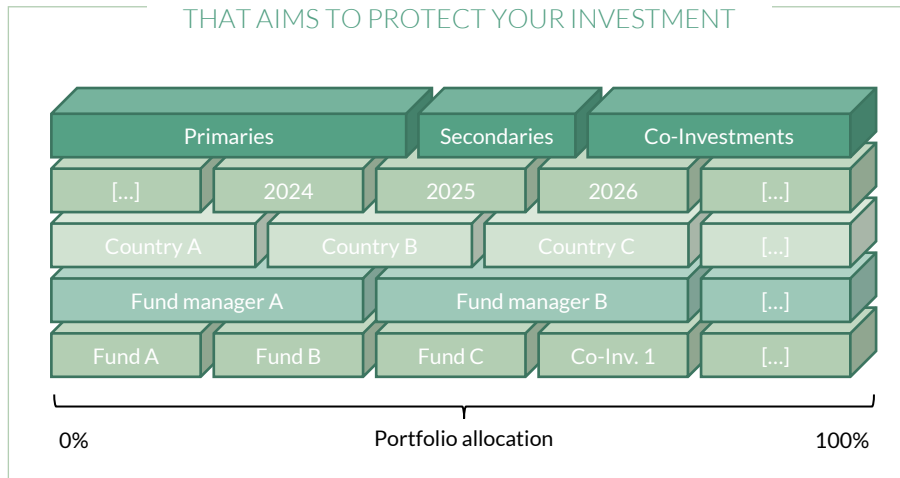 THAT AIMS TO PROTECT YOUR INVESTMENT
Primaries Secondaries Co-Investments
[...] 2024 2025 2026 [...]
Country A Country B Country C [...]
Fund manager A Fund manager B [...]
Fund A Fund B Fund C Co-Inv. 1 [...]
0% Portfolio allocation 100%